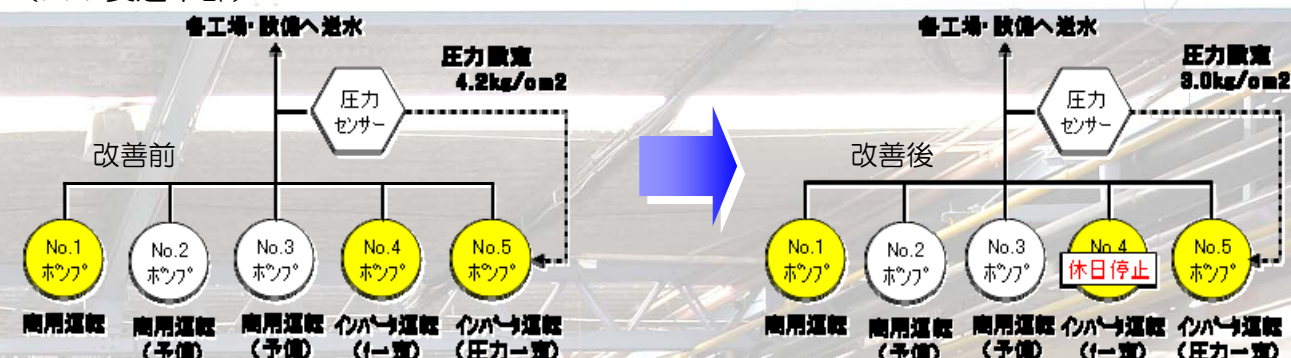 各工場・設備へ送水
圧力設定
4.2kg/cm2
圧力
センサー
改善前
No.1
ポンプ
No.2
ポンプ
No.3
ポンプ
No.4
ポンプ
No.5
ポンプ
商用運転
商用運転
(予備)
商用運転
(予備)
インバータ運転
(f一定)
インバータ運転
(圧力一定)
各工場・設備へ送水
圧力設定
3.0kg/cm2
圧力
センサー
改善後
No.1
ポンプ
No.2
ポンプ
No.3
ポンプ
No.4
休日停止
No.5
ポンプ
商用運転
商用運転
(予備)
商用運転
(予備)
インバータ運転
(f一定)
インバータ運転
(圧力一定)